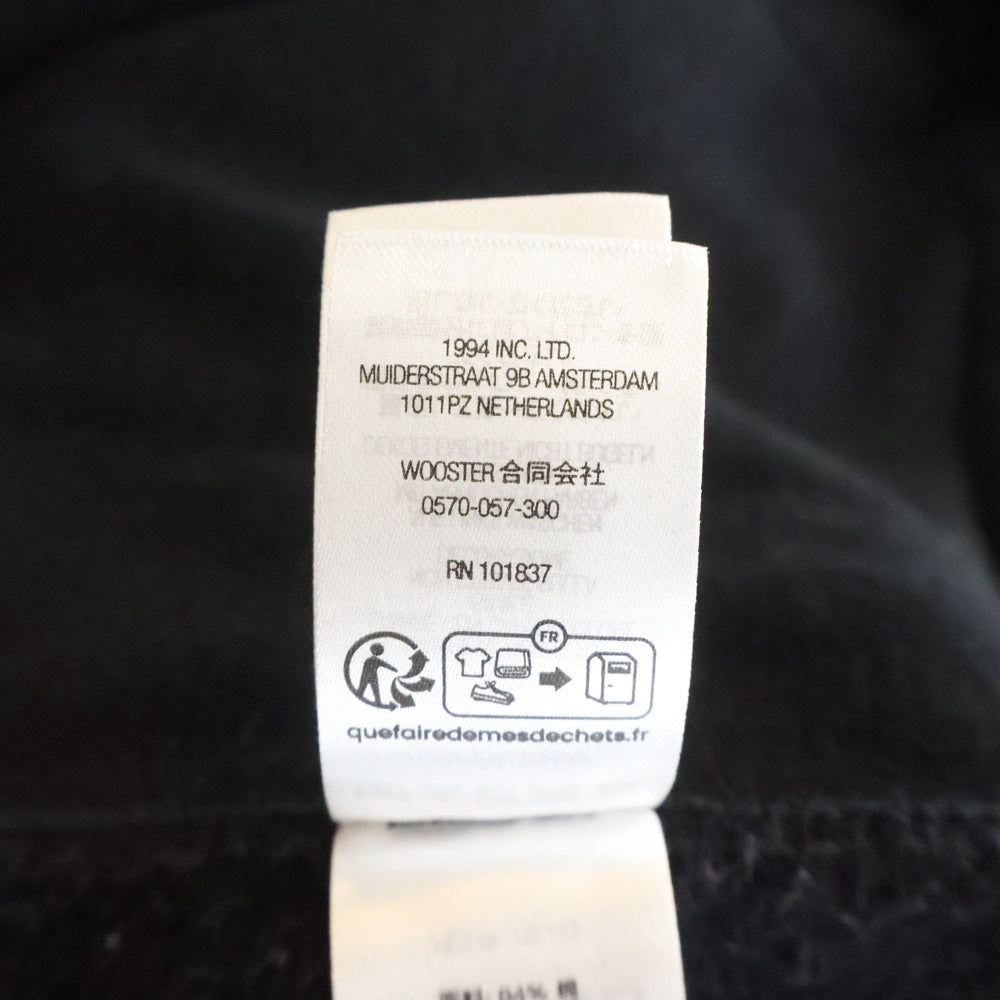 1994 INC. LTD.
MUIDERSTRAAT 9B AMSTERDAM
1011PZ NETHERLANDS
WOOSTER 合同会社
0570-057-300
RN 101837
FR
quefairedemesdechets.fr